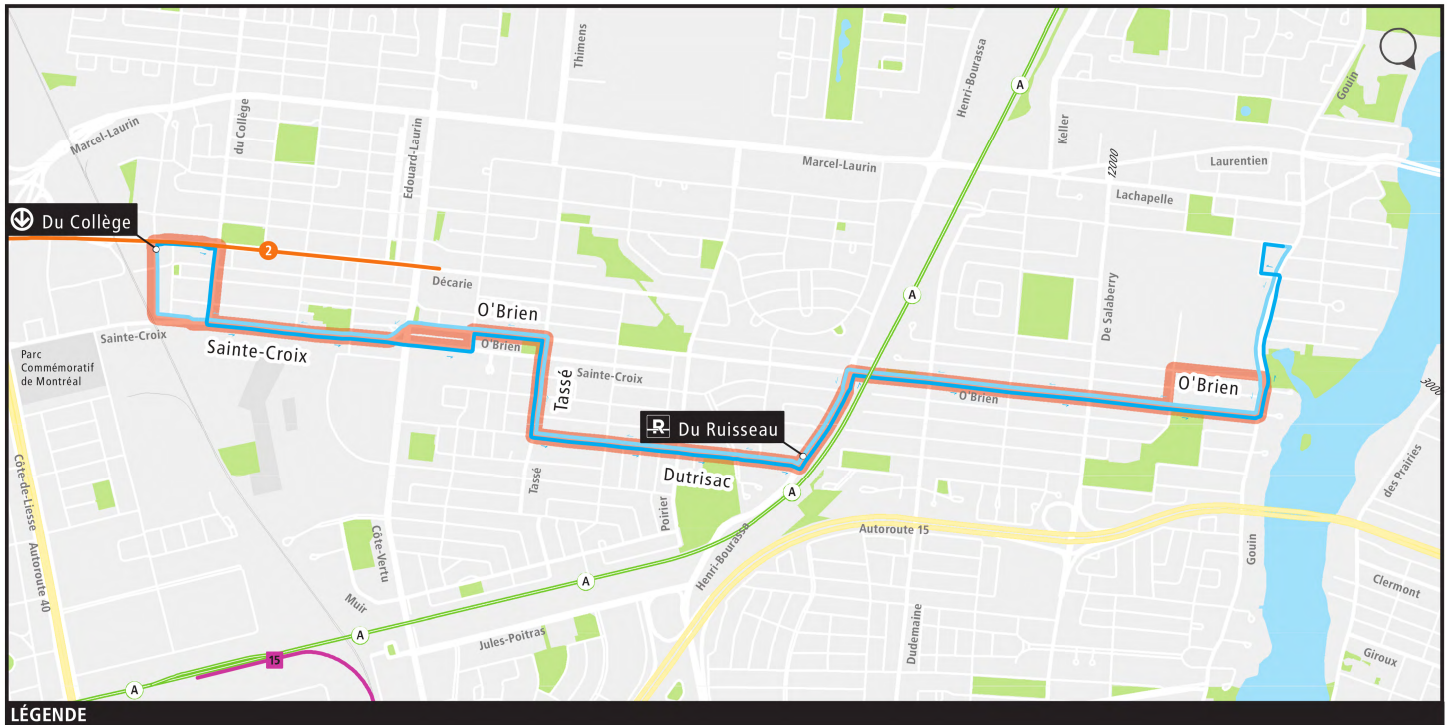 Thimens
Henri-Bourassa
A
Gouin
Marcel-Laurin
du Collège
Edouard-Laurin
Keller
12000
Marcel-Laurin
Laurentien
Lachapelle
Du Collège
2
Décarie
De Salaberry
A
O'Brien
Sainte-Croix
Sainte-Croix
O'Brien
Parc
Commémoratif
de Montréal
Tassé
Sainte-Croix
O'Brien
O'Brien
3000
R Du Ruisseau
Dutrisac
Tassé
A
Poirier
des Prairies
Côte-de-Liesse
Autoroute 40
Côte-Vertu
Henri-Bourassa
Autoroute 15
Gouin
A
Muir
Clermont
A
Jules-Poitras
Dudemaine
15
Giroux
A
LÉGENDE